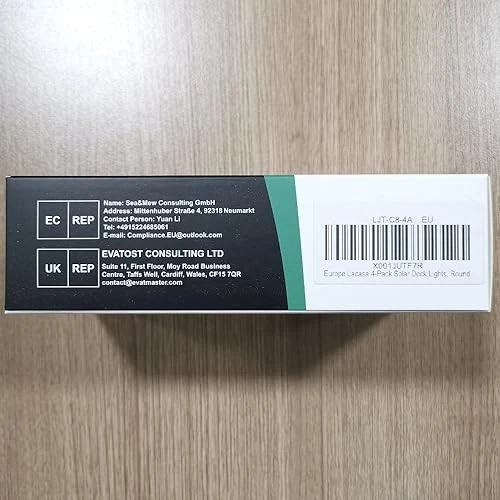 EC REP
Name: Sea&Mew Consulting GmbH
Address: Mittenhuber Straße 4, 92318 Neumarkt
Contact Person: Yuan Li
Tel: +4915224685061
E-mail: Compliance.EU@outlook.com
UK REP
EVATOST CONSULTING LTD
Suite 11, First Floor, Moy Road Business
Centre, Taffs Well, Cardiff, Wales, CF15 7QR
contact@evatmaster.com
LJT-C8-4A EU
X001JUTF7R
Europe Lacasa 4-Pack Solar Dock Lights, Round